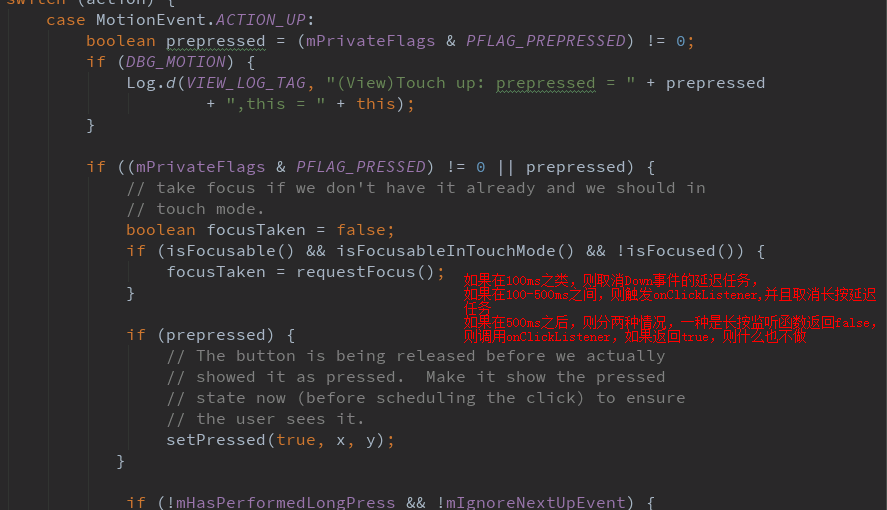 switch (action) {
case MotionEvent.ACTION_UP:
boolean prepressed = (mPrivateFlags & PFLAG_PREPRESSED) != 0;
if (DBG_MOTION) {
Log.d(VIEW_LOG_TAG, "(View)Touch up: prepressed = " + prepressed
+ ",this = " + this);
}
if ((mPrivateFlags & PFLAG_PRESSED) != 0 || prepressed) {
// take focus if we don't have it already and we should in
// touch mode.
boolean focusTaken = false;
if (isFocusable() && isFocusableInTouchMode() && !isFocused()) {
focusTaken = requestFocus();
}
如果在100ms之类，则取消Down事件的延迟任务，
如果在100-500ms之间，则触发onClickListener,并且取消长按延迟
任务
如果在500ms之后，则分两种情况，一种是长按监听函数返回false，
则调用onClickListener，如果返回true，则什么也不做
if (prepressed) {
// The button is being released before we actually
// showed it as pressed.  Make it show the pressed
// state now (before scheduling the click) to ensure
// the user sees it.
setPressed(true, x, y);
}
if (!mHasPerformedLongPress && !mIgnoreNextUpEvent) {